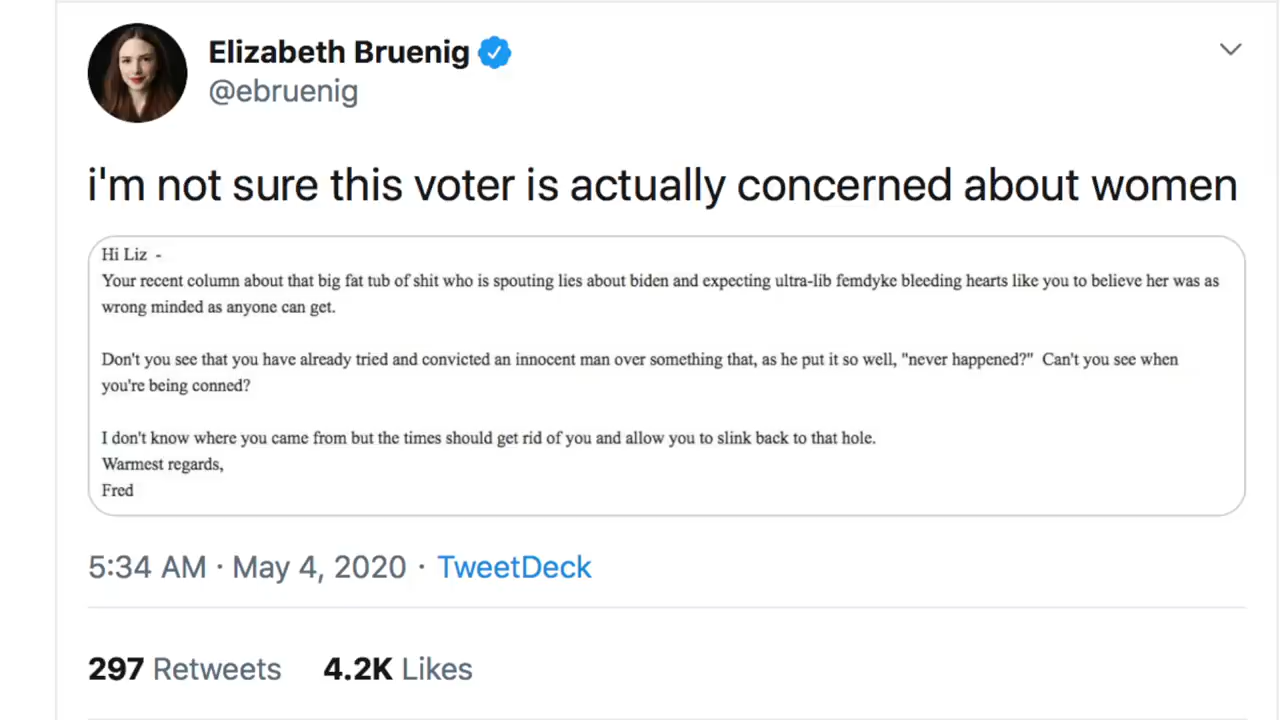 Elizabeth Bruenig
@ebruenig
i'm not sure this voter is actually concerned about women
Hi Liz -
Your recent column about that big fat tub of shit who is spouting lies about biden and expecting ultra-lib femdyke bleeding hearts like you to believe her was as
wrong minded as anyone can get.
Don't you see that you have already tried and convicted an innocent man over something that, as he put it so well, "never happened?" Can't you see when
you're being conned?
I don't know where you came from but the times should get rid of you and allow you to slink back to that hole.
Warmest regards,
Fred
5:34 AM · May 4, 2020 · TweetDeck
297 Retweets 4.2K Likes